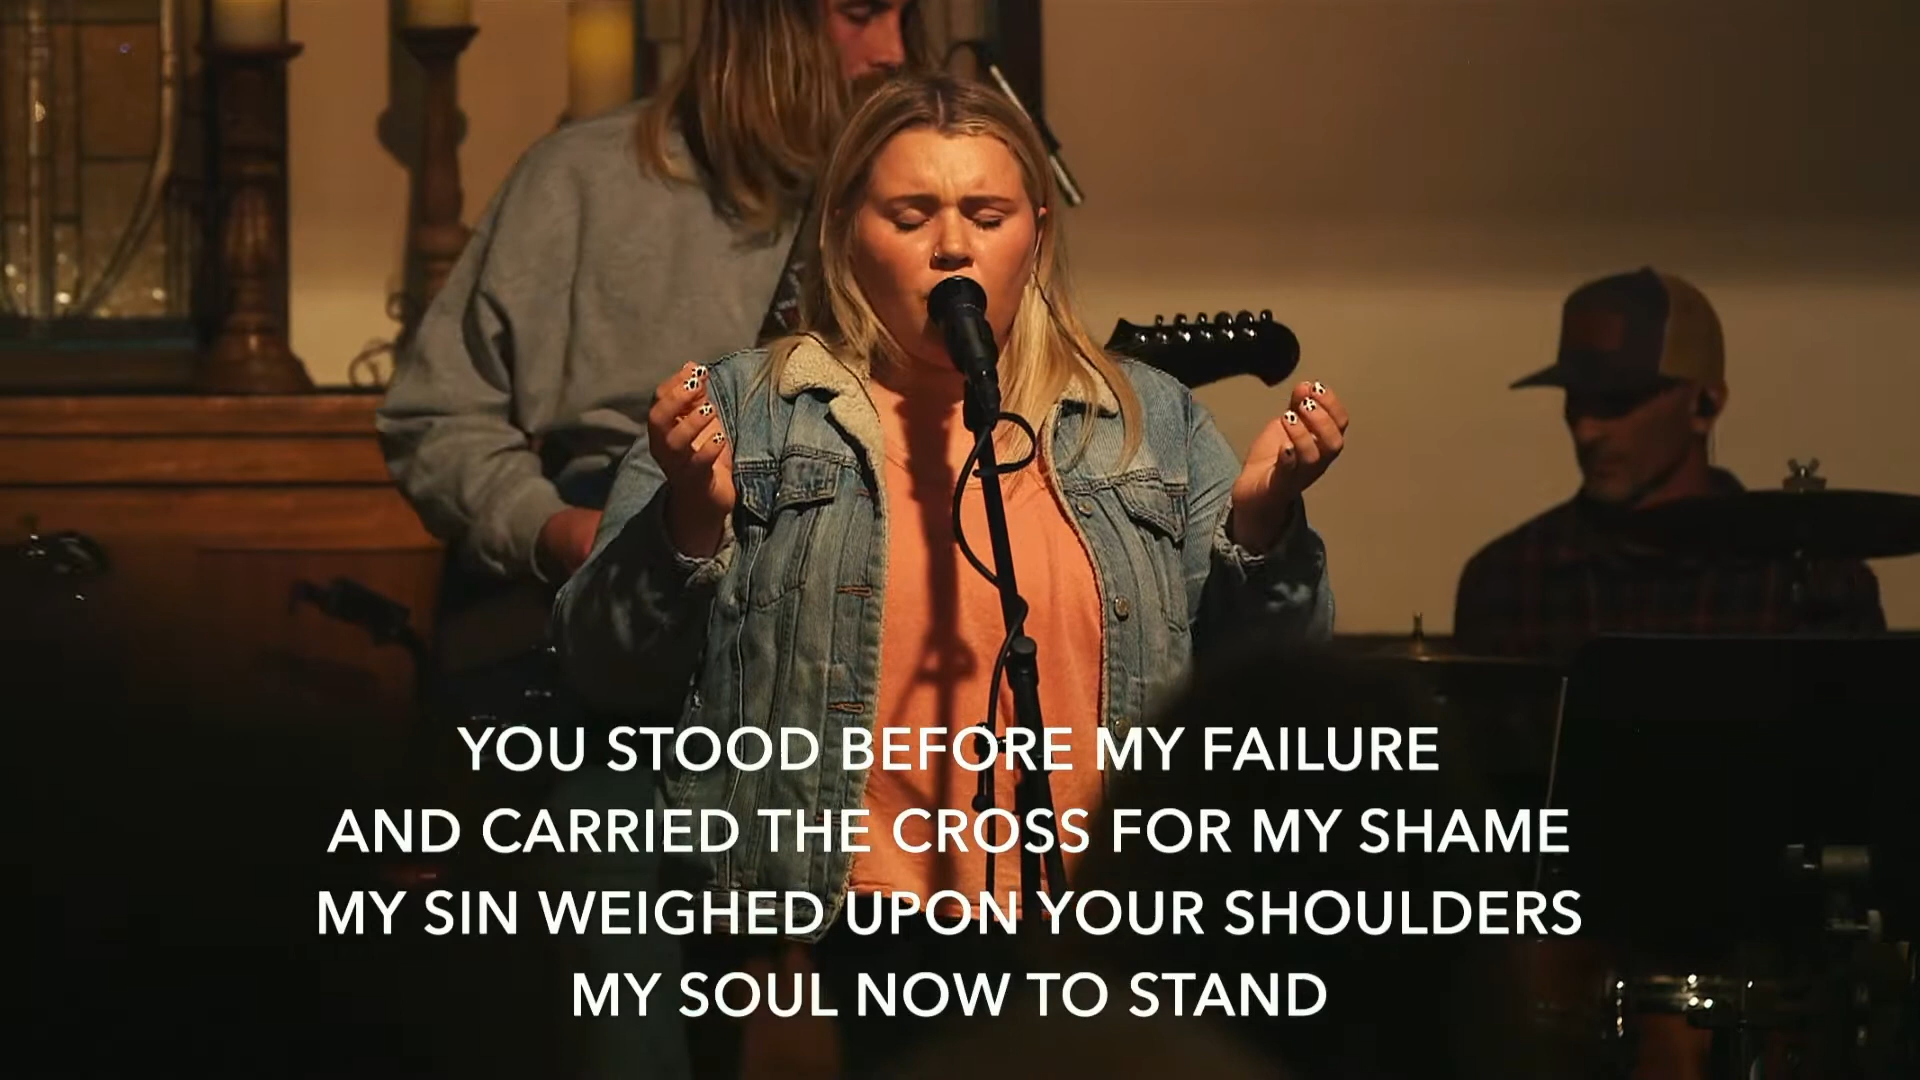 YOU STOOD BEFORE MY FAILURE
AND CARRIED THE CROSS FOR MY SHAME
MY SIN WEIGHED UPON YOUR SHOULDERS
MY SOUL NOW TO STAND